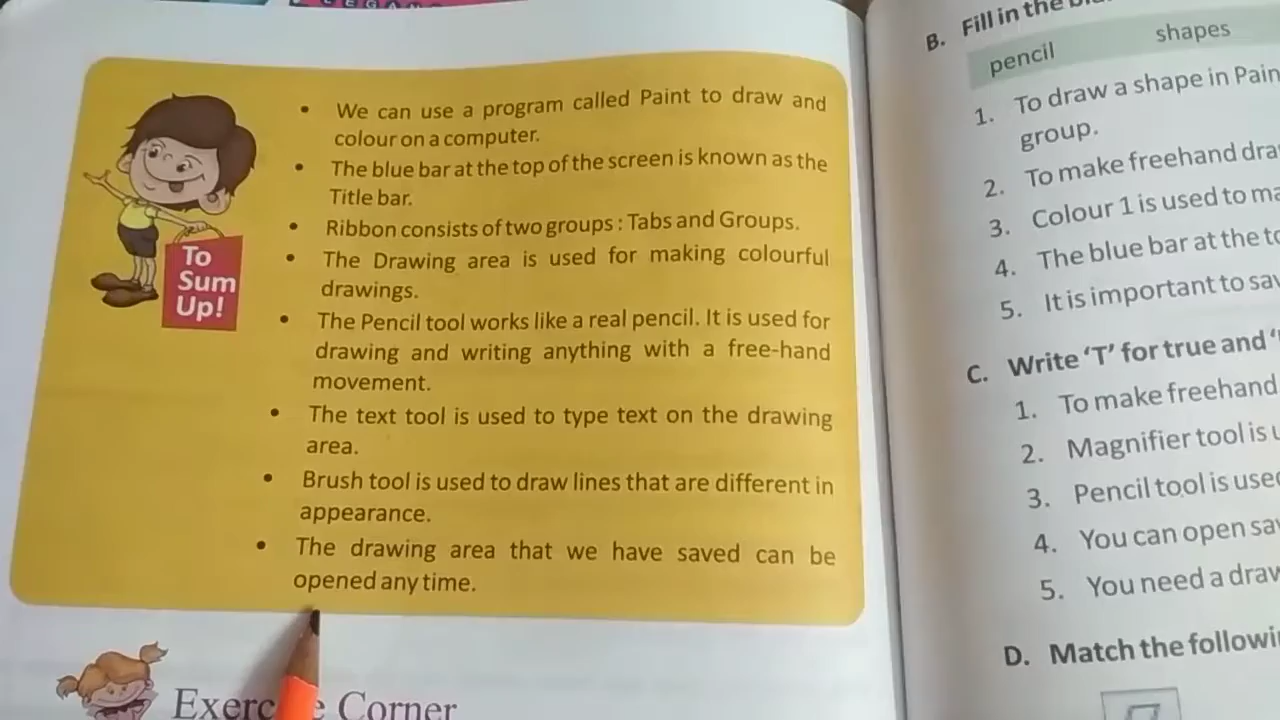 We can use a program called Paint to draw and
colour on a computer.
The blue bar at the top of the screen is known as the
Title bar.
Ribbon consists of two groups : Tabs and Groups.
The Drawing area is used for making colourful
drawings.
The Pencil tool works like a real pencil. It is used for
drawing and writing anything with a free-hand
movement.
The text tool is used to type text on the drawing
area.
Brush tool is used to draw lines that are different in
appearance.
The drawing area that we have saved can be
opened any time.
To
Sum
Up!
Corner
B. Fill in the
pencil shapes
1. To draw a shape in
group.
2. To make freehand
3. Colour 1 is used to
4. The blue bar at the
5. It is important to
C. Write ‘T’ for true and
1. To make freehand
2. Magnifier tool is
3. Pencil tool is
4. You can open
5. You need a
D. Match the